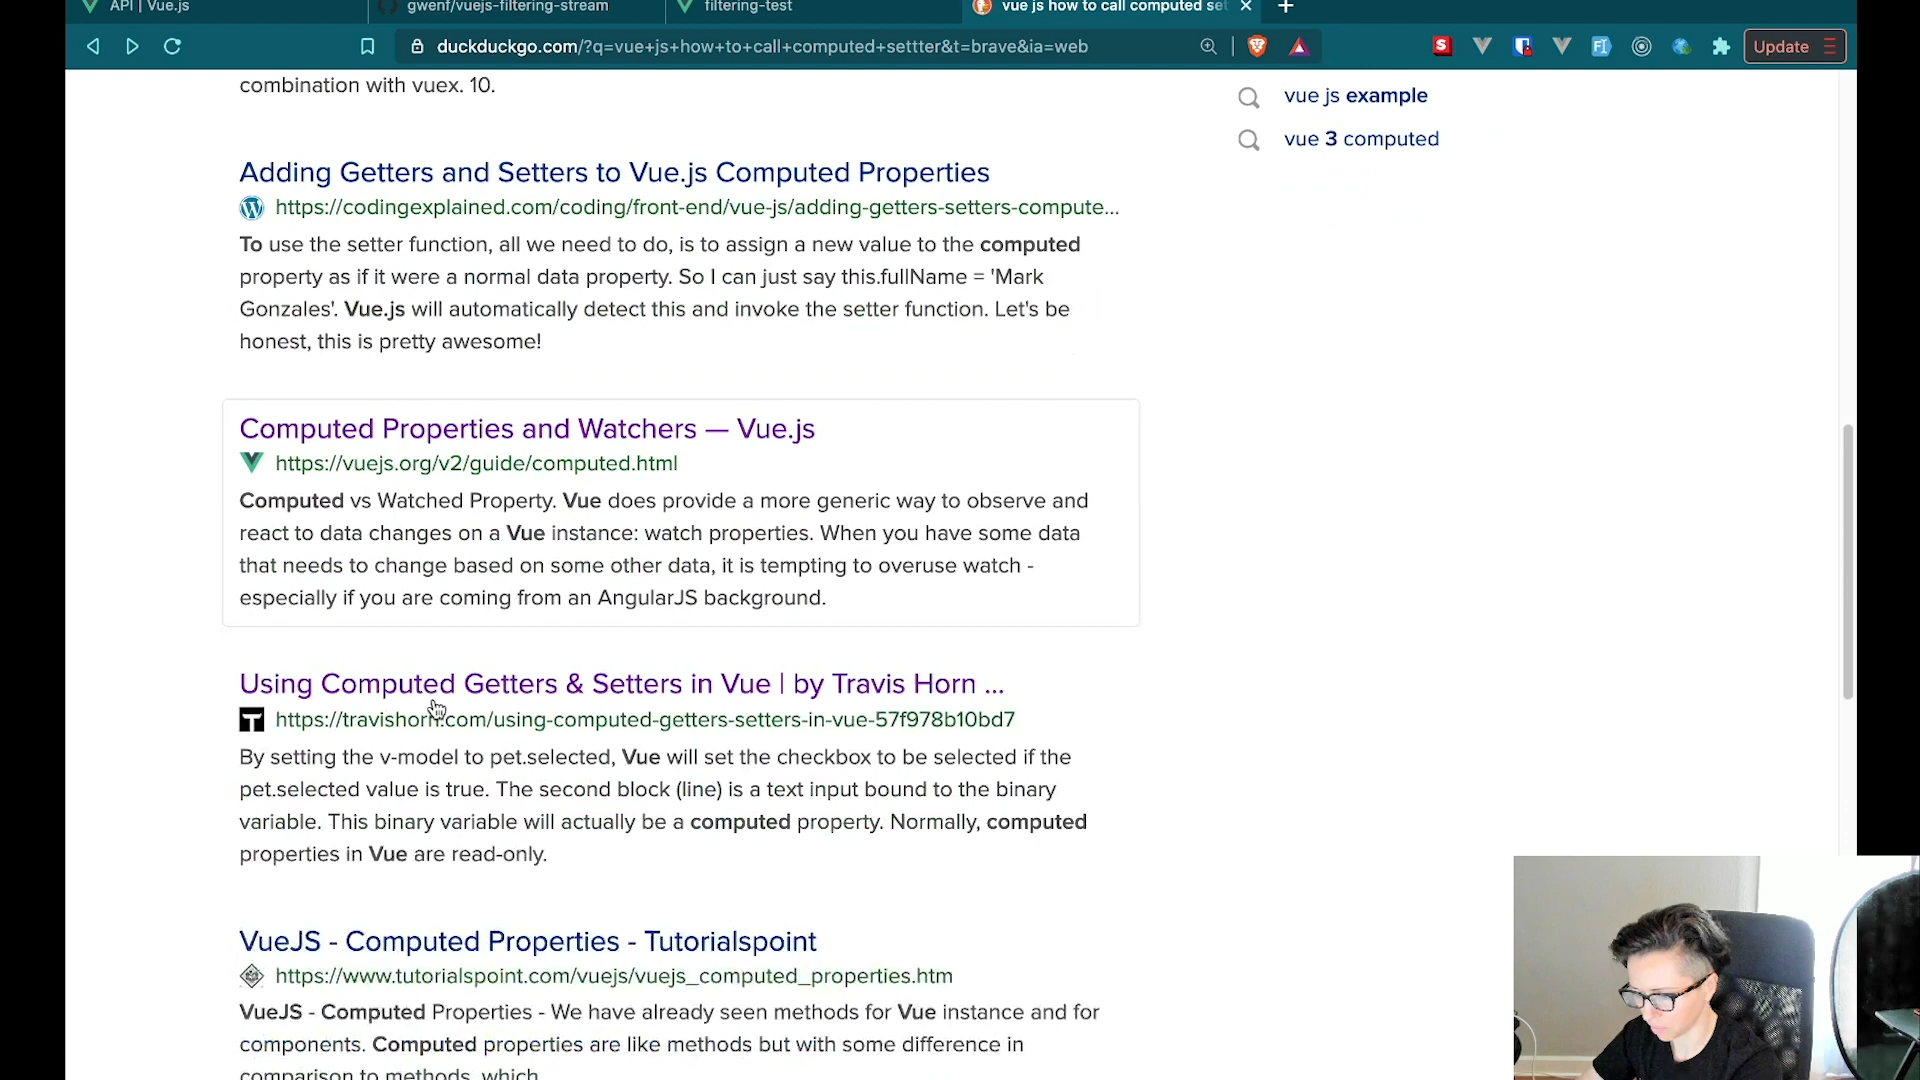 API | Vue.js
gwenf/vuejs-filtering-stream
filtering-test
vue js how to call computed set
duckduckgo.com/?q=vue+js+how+to+call+computed+settter&t=brave&ia=web
S
FI
Update
combination with vuex. 10.
vue js example
vue 3 computed
Adding Getters and Setters to Vue.js Computed Properties
https://codingexplained.com/coding/front-end/vue-js/adding-getters-setters-compute...
To use the setter function, all we need to do, is to assign a new value to the computed
property as if it were a normal data property. So I can just say this.fullName = 'Mark
Gonzales'. Vue.js will automatically detect this and invoke the setter function. Let's be
honest, this is pretty awesome!
Computed Properties and Watchers — Vue.js
https://vuejs.org/v2/guide/computed.html
Computed vs Watched Property. Vue does provide a more generic way to observe and
react to data changes on a Vue instance: watch properties. When you have some data
that needs to change based on some other data, it is tempting to overuse watch -
especially if you are coming from an AngularJS background.
Using Computed Getters & Setters in Vue | by Travis Horn ...
https://travishorn.com/using-computed-getters-setters-in-vue-57f978b10bd7
By setting the v-model to pet.selected, Vue will set the checkbox to be selected if the
pet.selected value is true. The second block (line) is a text input bound to the binary
variable. This binary variable will actually be a computed property. Normally, computed
properties in Vue are read-only.
VueJS - Computed Properties - Tutorialspoint
https://www.tutorialspoint.com/vuejs/vuejs_computed_properties.htm
VueJS - Computed Properties - We have already seen methods for Vue instance and for
components. Computed properties are like methods but with some difference in
comparison to methods, which